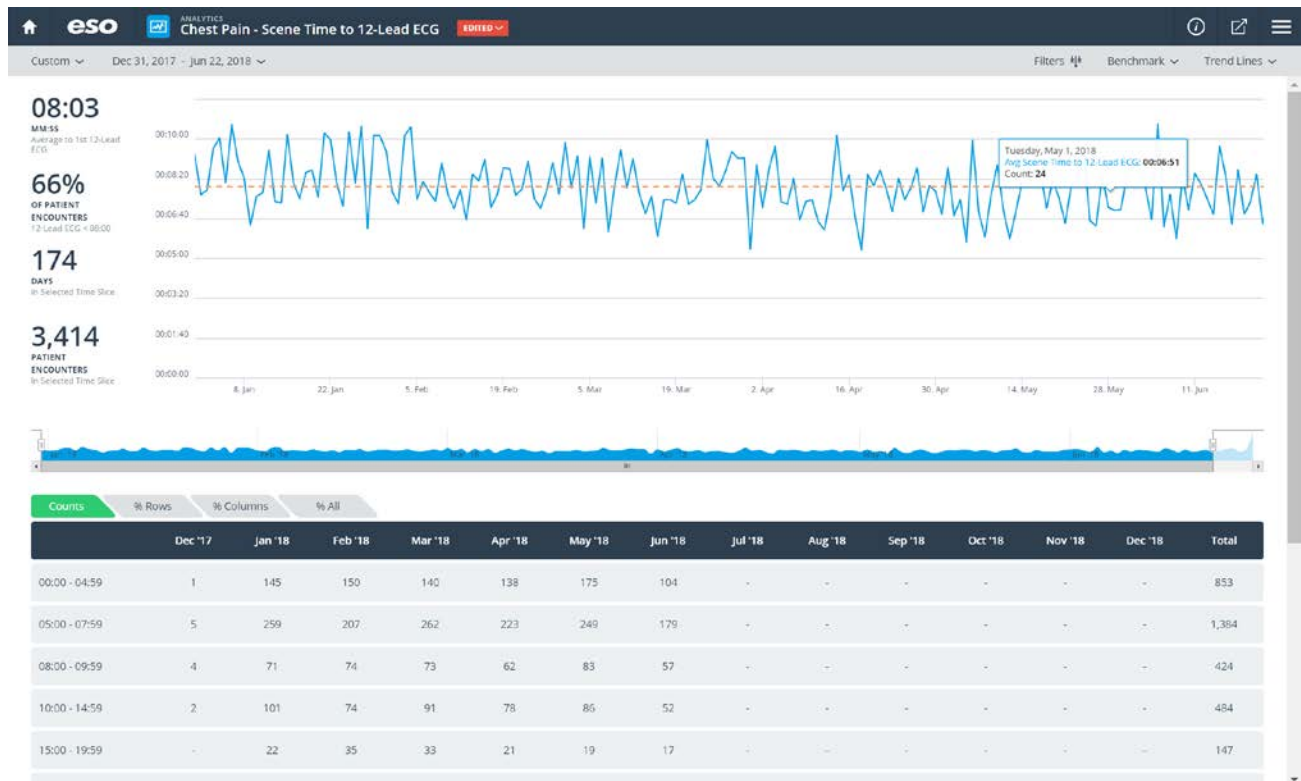 eso
ANALYTICS
Chest Pain - Scene Time to 12-Lead ECG
EDITED
Custom
Dec 31, 2017 - Jun 22, 2018
Filters
Benchmark
Trend Lines
08:03
MM:SS
Average to 1st 12-Lead
ECG
66%
OF PATIENT
ENCOUNTERS
12-Lead ECG < 08:00
174
DAYS
In Selected Time Slice
3,414
PATIENT
ENCOUNTERS
In Selected Time Slice
00:10:00
00:08:20
00:06:40
00:05:00
00:03:20
00:01:40
00:00:00
Tuesday, May 1, 2018
Avg Scene Time to 12-Lead ECG: 00:06:51
Count: 24
8. Jan 22. Jan 5. Feb 19. Feb 5. Mar 19. Mar 2. Apr 16. Apr 30. Apr 14. May 28. May 11. Jun
Counts % Rows % Columns % All
Dec '17 Jan '18 Feb '18 Mar '18 Apr '18 May '18 Jun '18 Jul '18 Aug '18 Sep '18 Oct '18 Nov '18 Dec '18 Total
00:00 - 04:59 1 145 150 140 138 175 104 - - - - - - 853
05:00 - 07:59 5 259 207 262 223 249 179 - - - - - - 1,384
08:00 - 09:59 4 71 74 73 62 83 57 - - - - - - 424
10:00 - 14:59 2 101 74 91 78 86 52 - - - - - - 484
15:00 - 19:59 - 22 35 33 21 19 17 - - - - - - 147